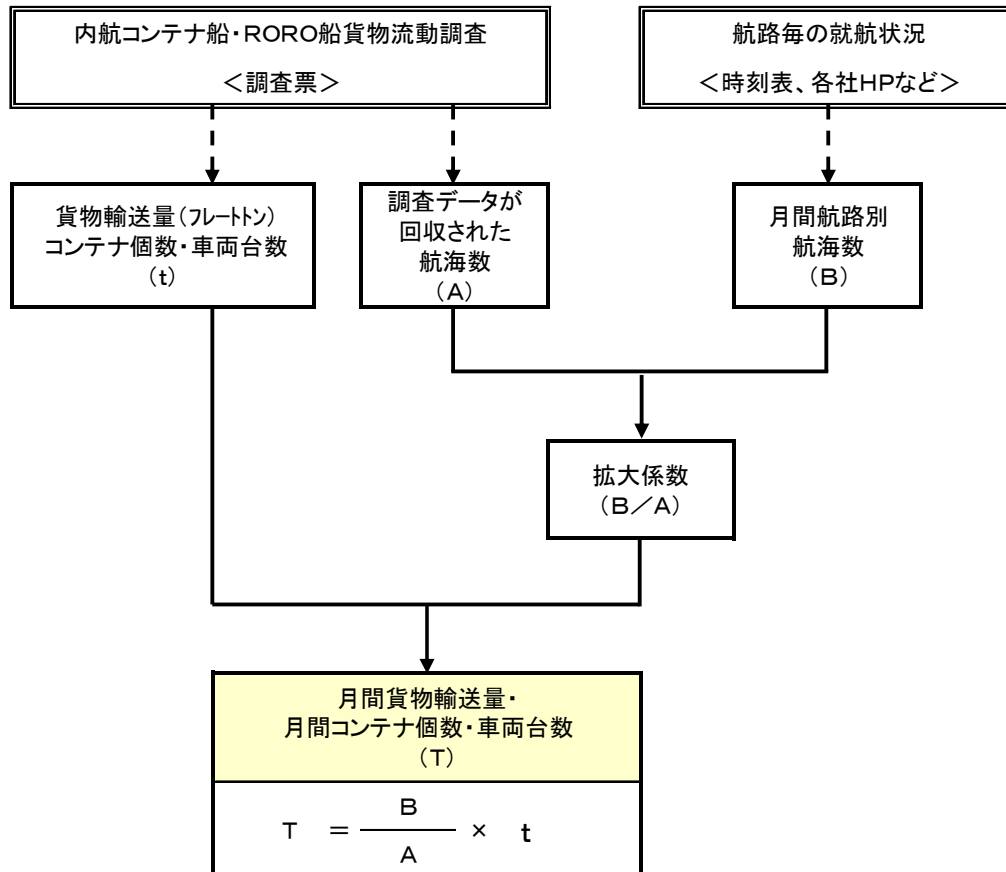 内航コンテナ船・RORO船貨物流動調査
＜調査票＞
航路毎の就航状況
＜時刻表、各社HPなど＞
貨物輸送量（フレートトン）
コンテナ個数・車両台数
（t）
調査データが
回収された
航海数
（A）
月間航路別
航海数
（B）
拡大係数
（B／A）
月間貨物輸送量・
月間コンテナ個数・車両台数
（T）
B
T ＝ × t
A